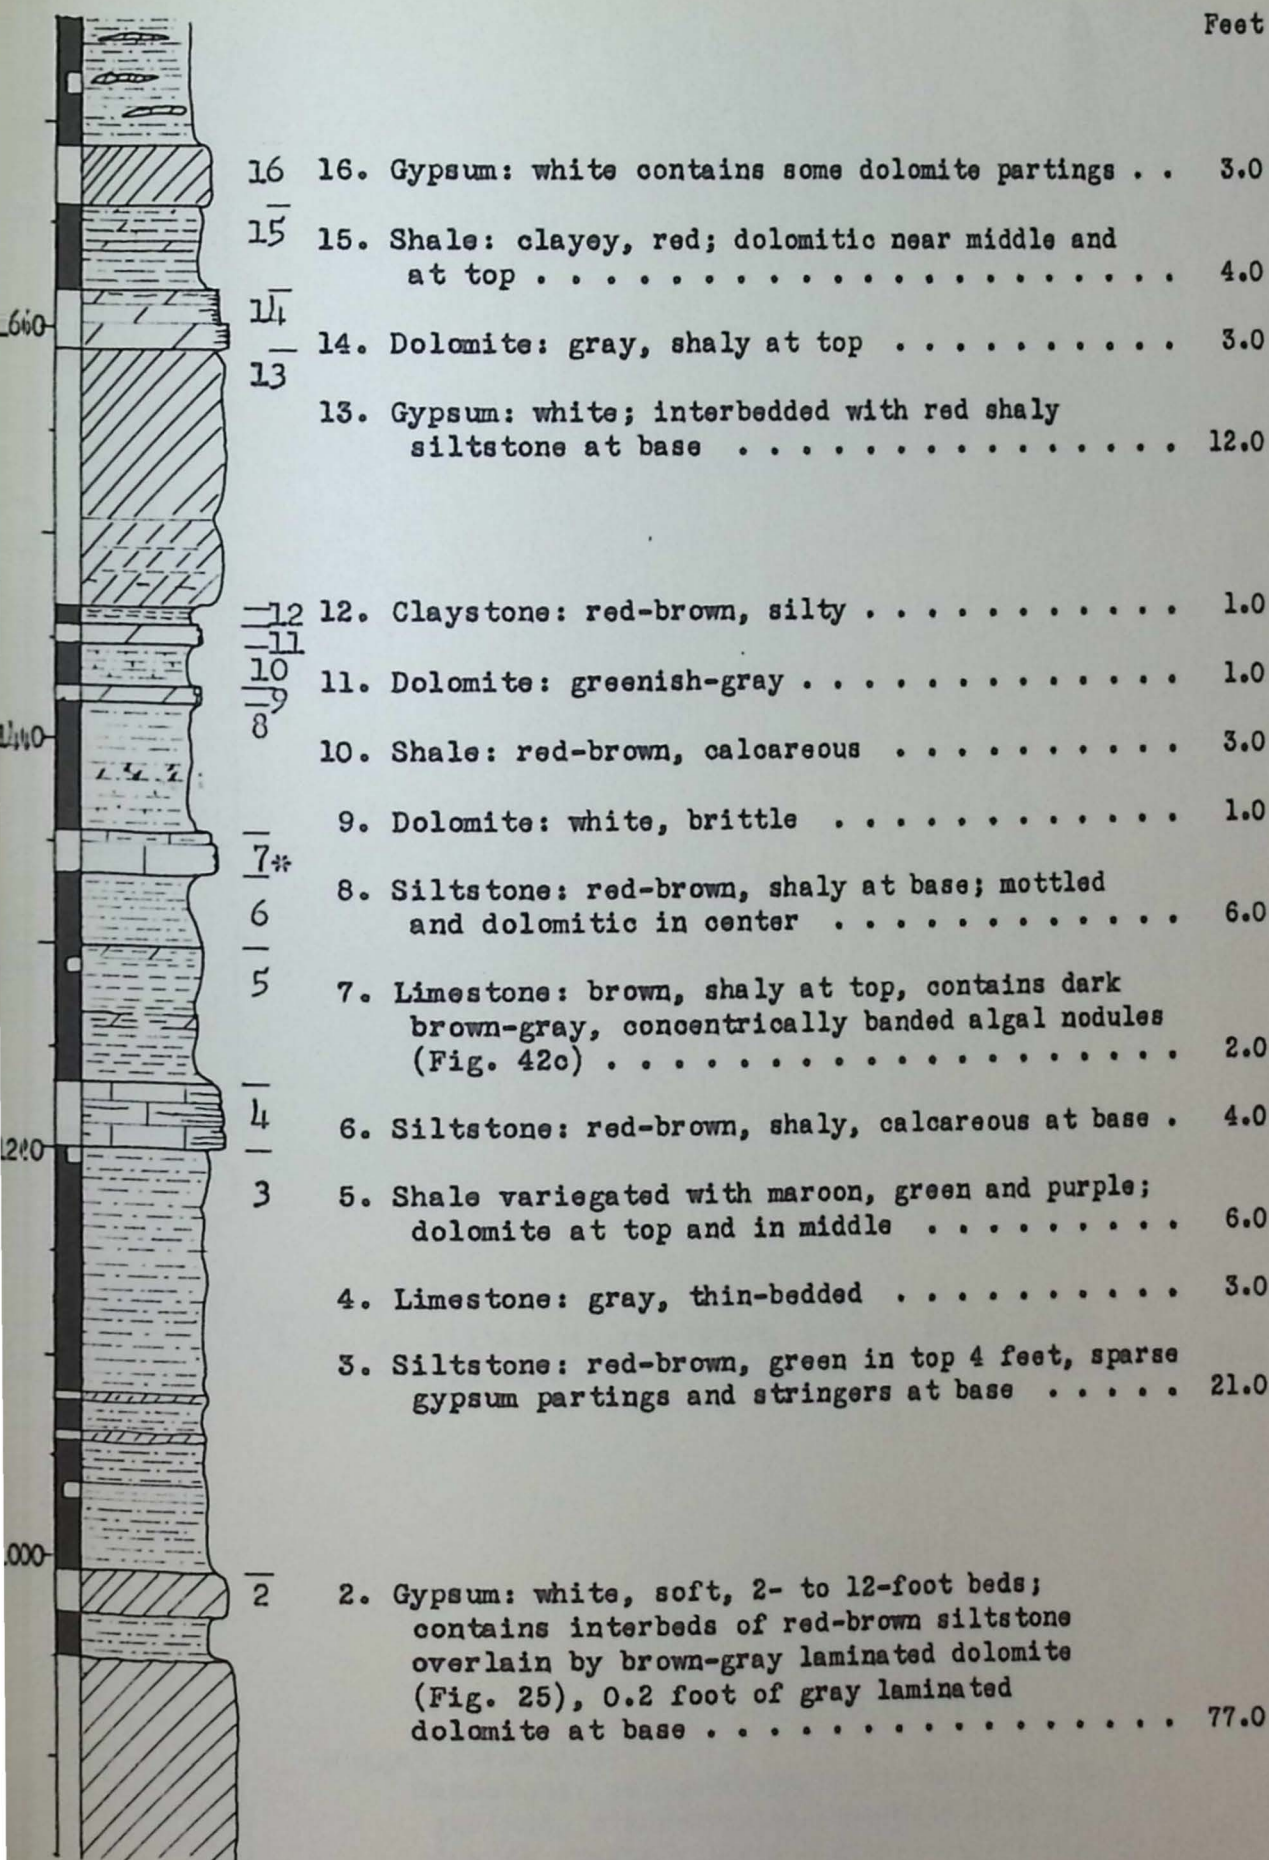 Feet
16 16. Gypsum: white contains some dolomite partings . . 3.0
15 15. Shale: clayey, red; dolomitic near middle and
at top . . . . . . . . . . . . . . . . . . . 4.0
14
14. Dolomite: gray, shaly at top . . . . . . . . . . 3.0
13
13. Gypsum: white; interbedded with red shaly
siltstone at base . . . . . . . . . . . . . . 12.0
12 12. Claystone: red-brown, silty . . . . . . . . . . . 1.0
11
10
11. Dolomite: greenish-gray . . . . . . . . . . . . . 1.0
9
8
10. Shale: red-brown, calcareous . . . . . . . . . . 3.0
9. Dolomite: white, brittle . . . . . . . . . . . . 1.0
7*
8. Siltstone: red-brown, shaly at base; mottled
and dolomitic in center . . . . . . . . . . . 6.0
6
5
7. Limestone: brown, shaly at top, contains dark
brown-gray, concentrically banded algal nodules
(Fig. 42c) . . . . . . . . . . . . . . . . . . 2.0
4
6. Siltstone: red-brown, shaly, calcareous at base . 4.0
3
5. Shale variegated with maroon, green and purple;
dolomite at top and in middle . . . . . . . . . 6.0
4. Limestone: gray, thin-bedded . . . . . . . . . . 3.0
3. Siltstone: red-brown, green in top 4 feet, sparse
gypsum partings and stringers at base . . . . . 21.0
2
2. Gypsum: white, soft, 2- to 12-foot beds;
contains interbeds of red-brown siltstone
overlain by brown-gray laminated dolomite
(Fig. 25), 0.2 foot of gray laminated
dolomite at base . . . . . . . . . . . . . . . . 77.0